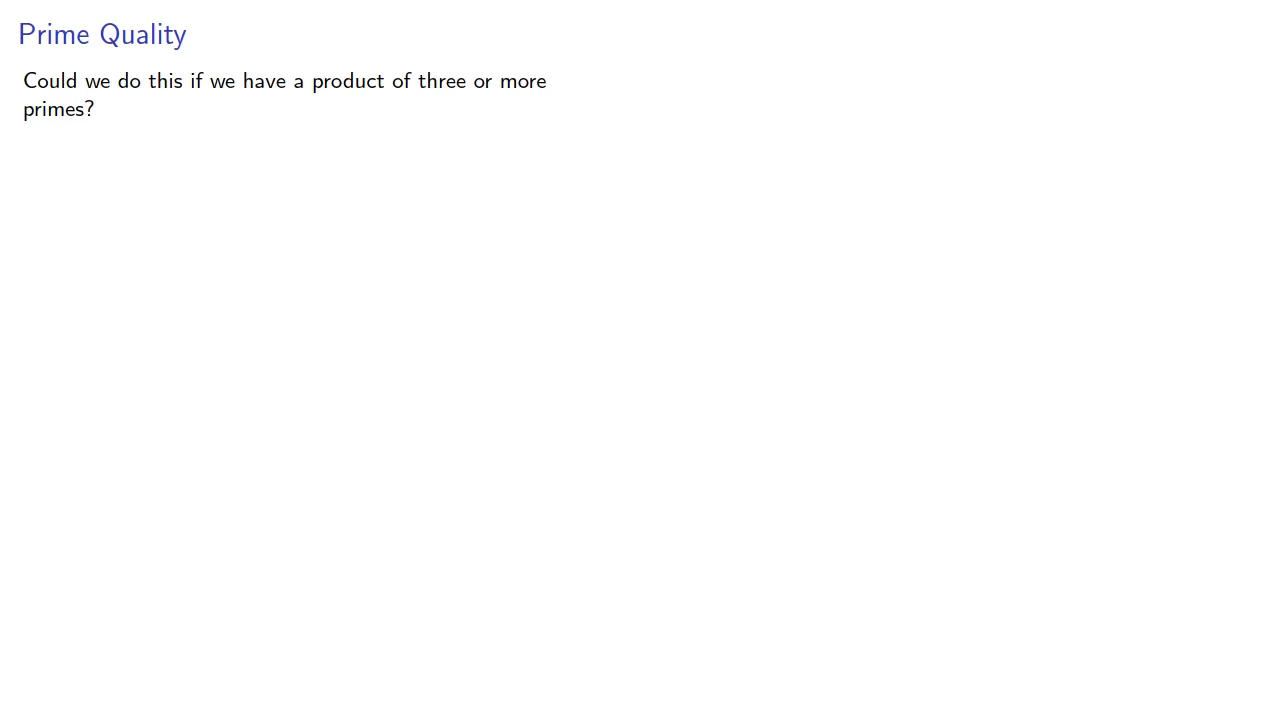 Prime Quality
Could we do this if we have a product of three or more
primes?